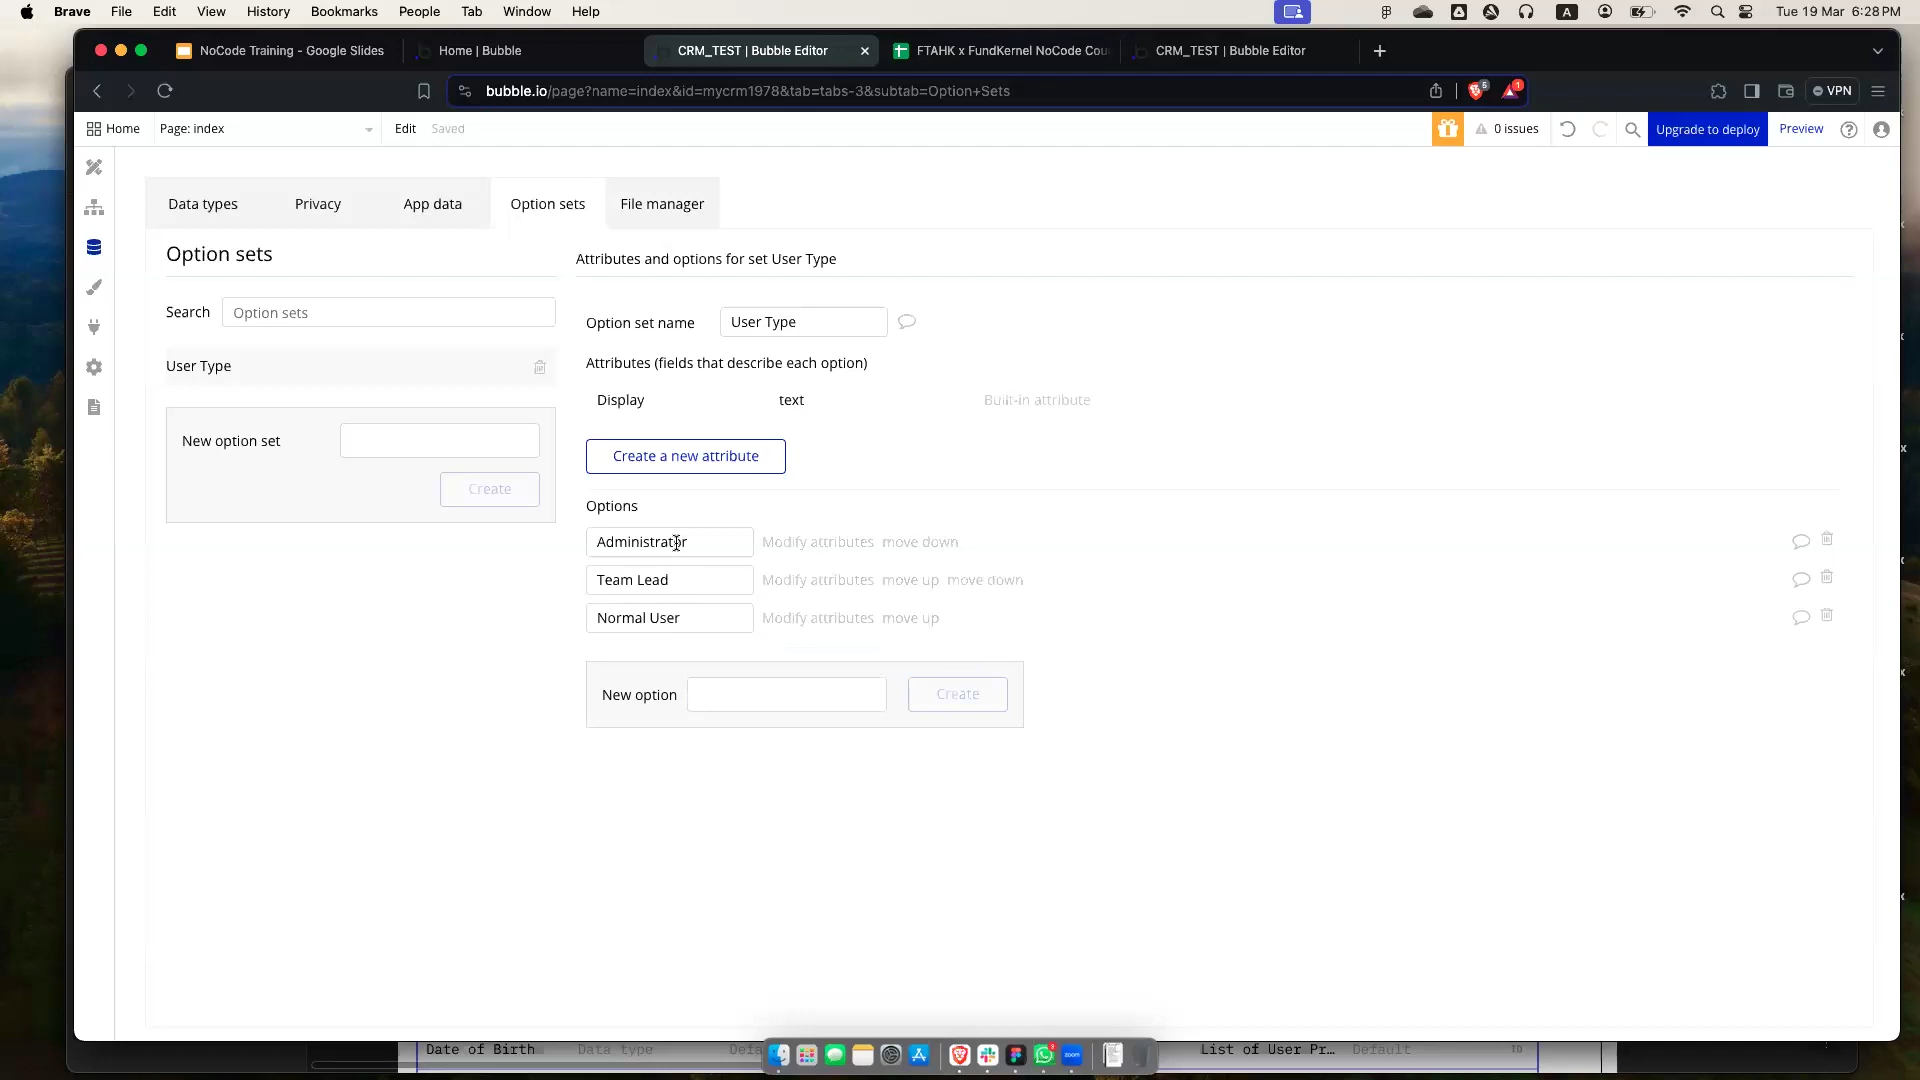 Brave File Edit View History Bookmarks People Tab Window Help
A
Tue 19 Mar 6:28 PM
NoCode Training - Google Slides
Home | Bubble
CRM_TEST | Bubble Editor
FTAHK x FundKernel NoCode Cou
CRM_TEST | Bubble Editor
bubble.io/page?name=index&id=mycrm1978&tab=tabs-3&subtab=Option+Sets
5
1
VPN
Home
Page: index
Edit
Saved
0 issues
Upgrade to deploy
Preview
Data types
Privacy
App data
Option sets
File manager
Option sets
Attributes and options for set User Type
Search
Option sets
Option set name
User Type
Attributes (fields that describe each option)
User Type
Display
text
Built-in attribute
New option set
Create a new attribute
Create
Options
Administrator
Modify attributes move down
Team Lead
Modify attributes move up move down
Normal User
Modify attributes move up
New option
Create
Date of Birth
Data type
List of User Pr...
Default
zoom